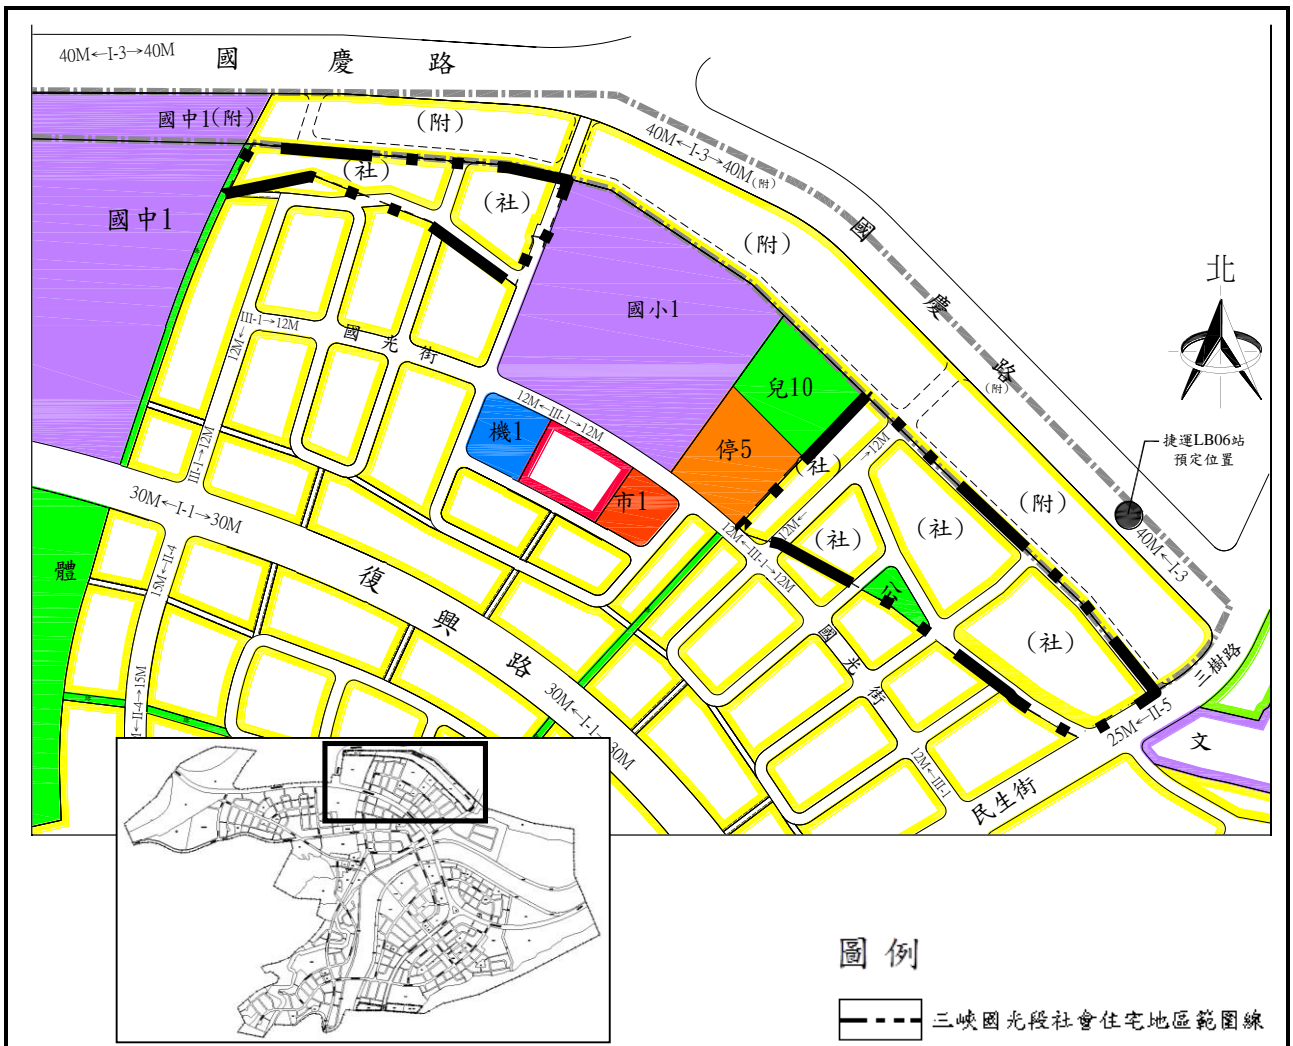 40M←I-3→40M
國慶路
國中1(附)
(附)
40M←I-3→40M(附)
(社)
(社)
國中1
(附)
國慶路
北
國小1
III-1→12M
12M←
國光街
兒10
(附)
12M←III-1→12M
機1
停5
(社)
→12M
捷運LB06站
預定位置
III-1→12M
市1
30M←I-1→30M
12M←
(社)
(社)
(附)
40M←I-3
12M←III-1→12M
15M←II-4
體
復興路
國光街
(社)
三樹路
II-4→15M
30M←I-1→30M
25M←II-5
文
12M←III-1
民生街
圖例
三峽國光段社會住宅地區範圍線